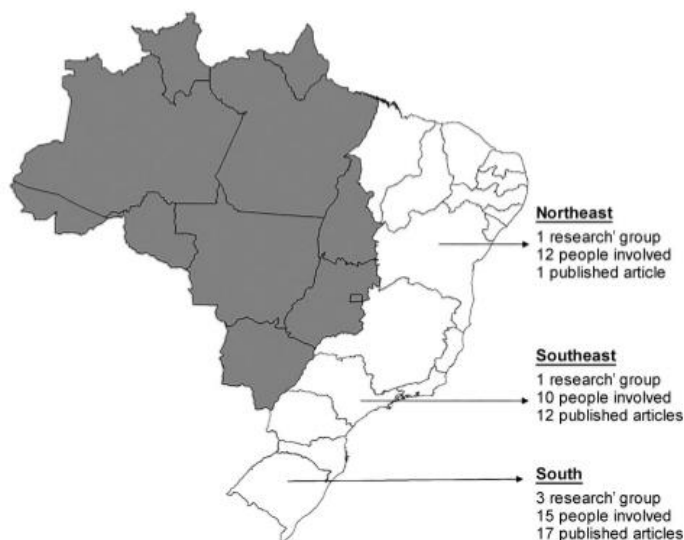 Northeast
1 research' group
12 people involved
1 published article
Southeast
1 research' group
10 people involved
12 published articles
South
3 research' group
15 people involved
17 published articles